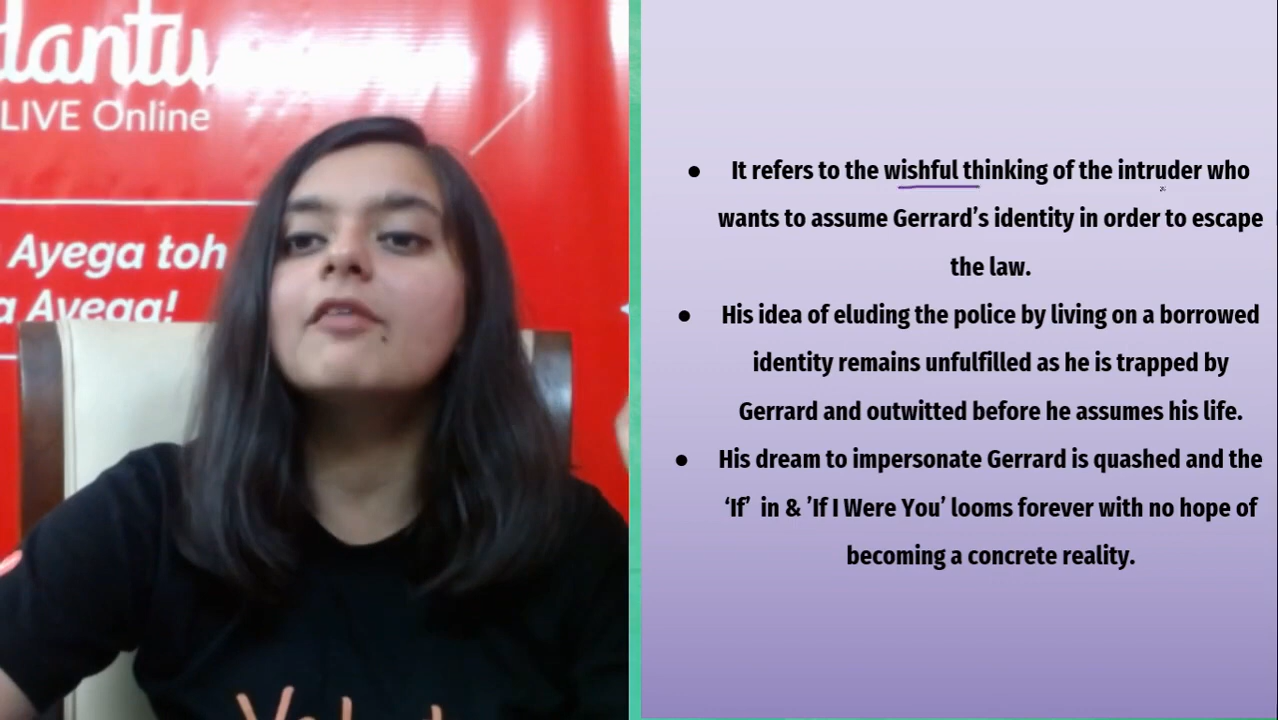 dantu
LIVE Online
Ayega toh
a Ayega!
• It refers to the wishful thinking of the intruder who
wants to assume Gerrard's identity in order to escape
the law.
• His idea of eluding the police by living on a borrowed
identity remains unfulfilled as he is trapped by
Gerrard and outwitted before he assumes his life.
• His dream to impersonate Gerrard is quashed and the
‘If’ in & ’If I Were You’ looms forever with no hope of
becoming a concrete reality.